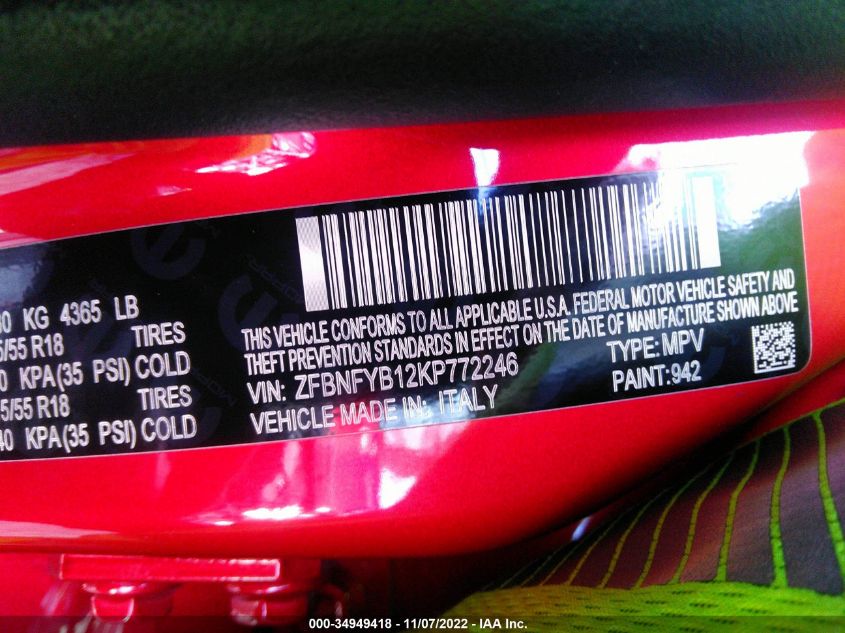 KG 4365 LB
/55 R18 TIRES
KPA(35 PSI) COLD
5/55 R18 TIRES
40 KPA(35 PSI) COLD
THIS VEHICLE CONFORMS TO ALL APPLICABLE U.S.A. FEDERAL MOTOR VEHICLE SAFETY AND
THEFT PREVENTION STANDARDS IN EFFECT ON THE DATE OF MANUFACTURE SHOWN ABOVE
VIN: ZFBNFYB12KP772246 TYPE: MPV
VEHICLE MADE IN: ITALY PAINT:942
000-34949418 - 11/07/2022 - IAA Inc.